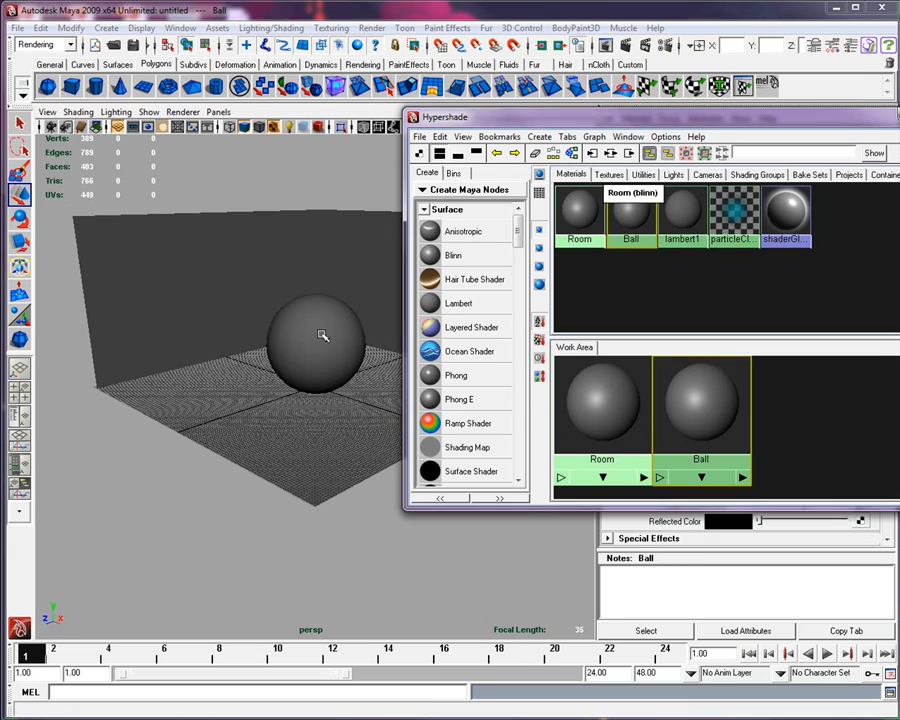 Autodesk Maya 2009 x64 Unlimited: untitled --- Ball
File Edit Modify Create Display Window Assets Lighting/Shading Texturing Render Toon Paint Effects Fur 3D Control BodyPaint3D Muscle Help
Rendering X: Y: Z:
General Curves Surfaces Polygons Subdivs Deformation Animation Dynamics Rendering PaintEffects Toon Muscle Fluids Fur Hair nCloth Custom
mel
View Shading Lighting Show Renderer Panels
Verts: 389 0 0
Edges: 789 0 0
Faces: 403 0 0
Tris: 766 0 0
UVs: 449 0 0
persp
Focal Length: 35
Y
Z X
Hypershade
File Edit View Bookmarks Create Tabs Graph Window Options Help
Show
Create Bins
Create Maya Nodes
Surface
Anisotropic
Blinn
Hair Tube Shader
Lambert
Layered Shader
Ocean Shader
Phong
Phong E
Ramp Shader
Shading Map
Surface Shader
<< >>
Materials Textures Utilities Lights Cameras Shading Groups Bake Sets Projects Containe
Room (blinn)
Room Ball lambert1 particleCl... shaderGl...
Work Area
Room Ball
Reflected Color
Special Effects
Notes: Ball
Select Load Attributes Copy Tab
1 2 4 6 8 10 12 14 16 18 20 22 24 1.00
1.00 1.00 24.00 48.00 No Anim Layer No Character Set
MEL